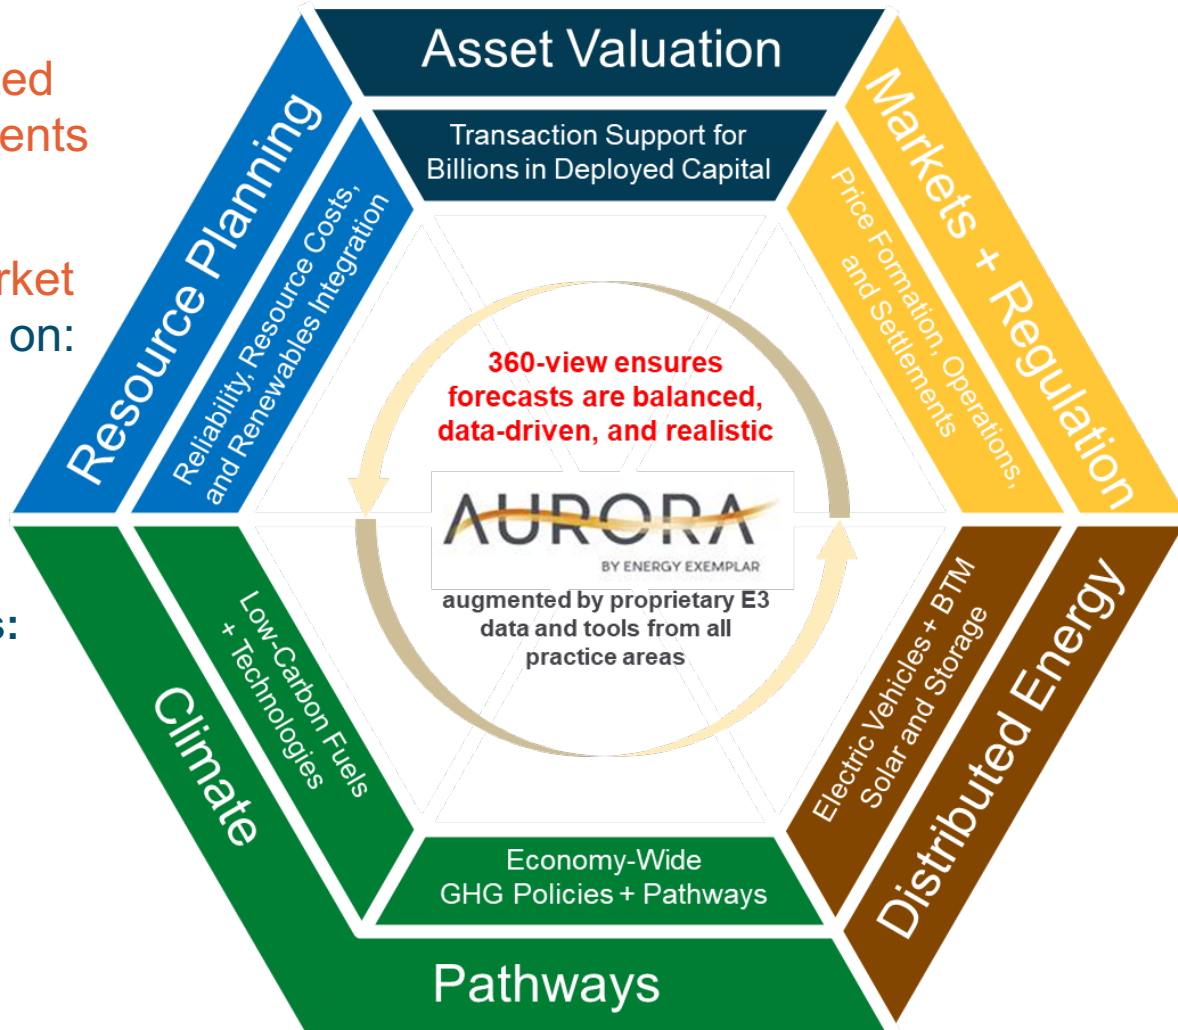 ed
ents
rket
on:
s:
Asset Valuation
Transaction Support for
Billions in Deployed Capital
Markets + Regulation
Price Formation, Operations,
and Settlements
Distributed Energy
Electric Vehicles + BTM
Solar and Storage
Pathways
Economy-Wide
GHG Policies + Pathways
Climate
Low-Carbon Fuels
+ Technologies
Resource Planning
Reliability, Resource Costs,
and Renewables Integration
360-view ensures
forecasts are balanced,
data-driven, and realistic
AURORA
BY ENERGY EXEMPLAR
augmented by proprietary E3
data and tools from all
practice areas